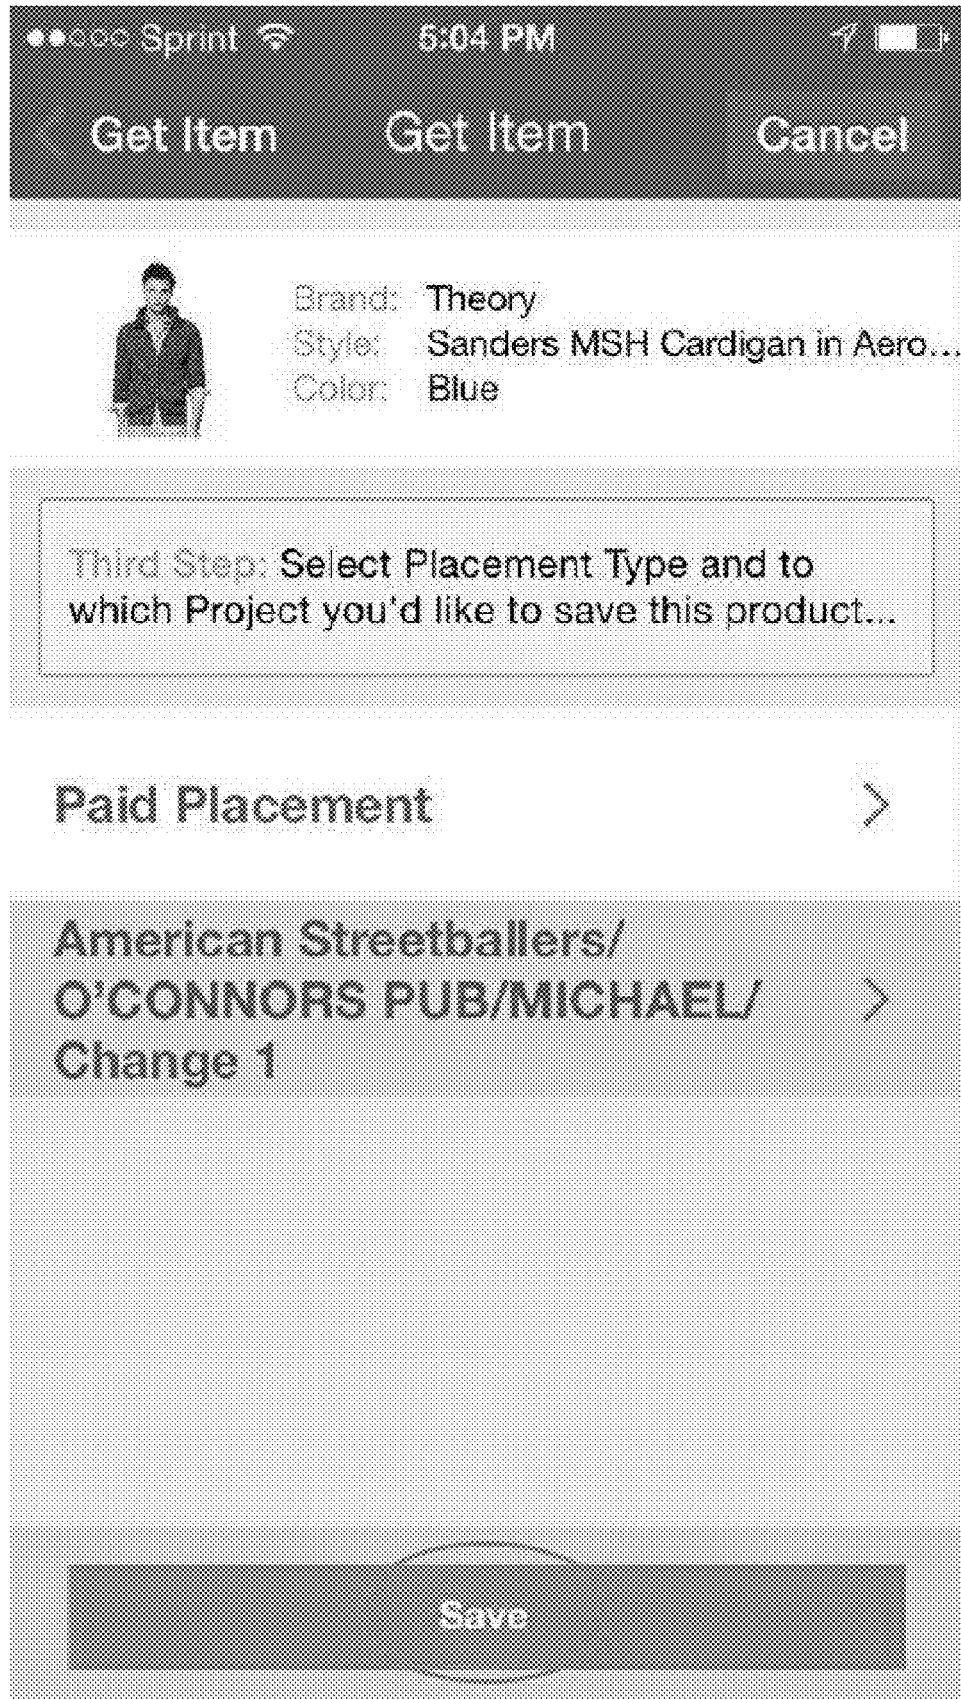 Sprint 5:04 PM
Get Item Get Item Cancel
Brand: Theory
Style: Sanders MSH Cardigan in Aero...
Color: Blue
Third Step: Select Placement Type and to
which Project you'd like to save this product...
Paid Placement
American Streetballers/
O'CONNORS PUB/MICHAEL/
Change 1
Save